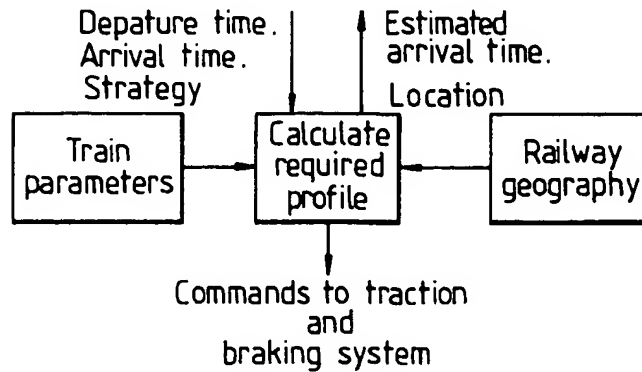 Depature time.
Arrival time.
Strategy
Estimated
arrival time.
Location
Train
parameters
Calculate
required
profile
Railway
geography
Commands to traction
and
braking system